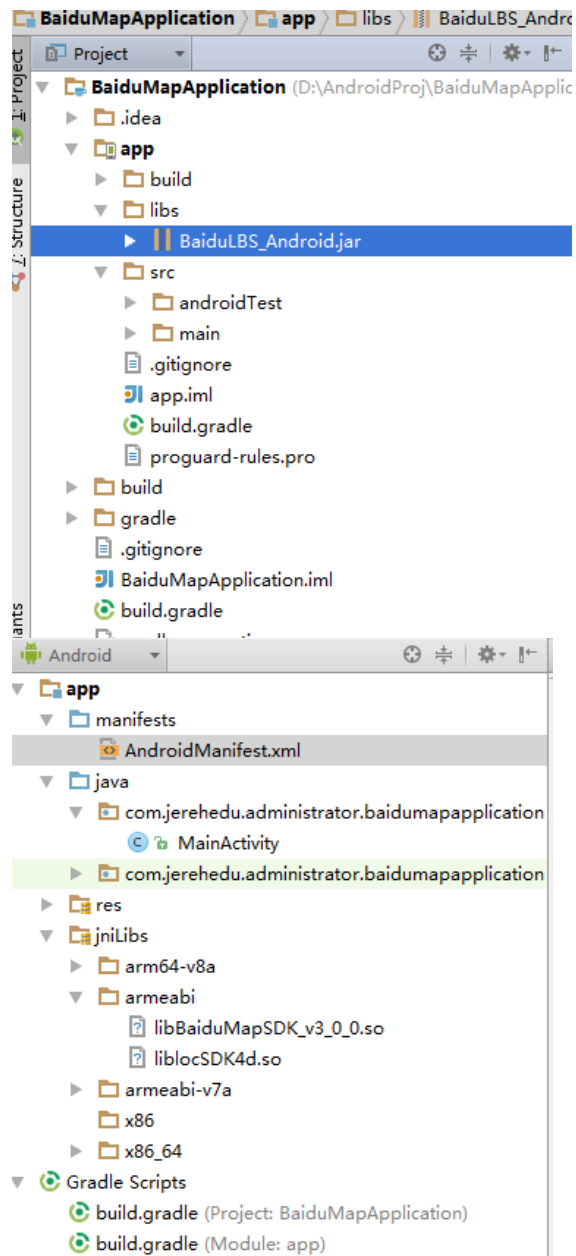 BaiduMapApplication app libs BaiduLBS_Andro
1: Project
Project
BaiduMapApplication (D:\AndroidProj\BaiduMapApplic
.idea
app
build
libs
BaiduLBS_Android.jar
src
androidTest
main
.gitignore
app.iml
build.gradle
proguard-rules.pro
build
gradle
.gitignore
BaiduMapApplication.iml
build.gradle
7: Structure
Android
app
manifests
AndroidManifest.xml
java
com.jerehedu.administrator.baidumapapplication
MainActivity
com.jerehedu.administrator.baidumapapplication
res
jniLibs
arm64-v8a
armeabi
libBaiduMapSDK_v3_0_0.so
liblocSDK4d.so
armeabi-v7a
x86
x86_64
Gradle Scripts
build.gradle (Project: BaiduMapApplication)
build.gradle (Module: app)